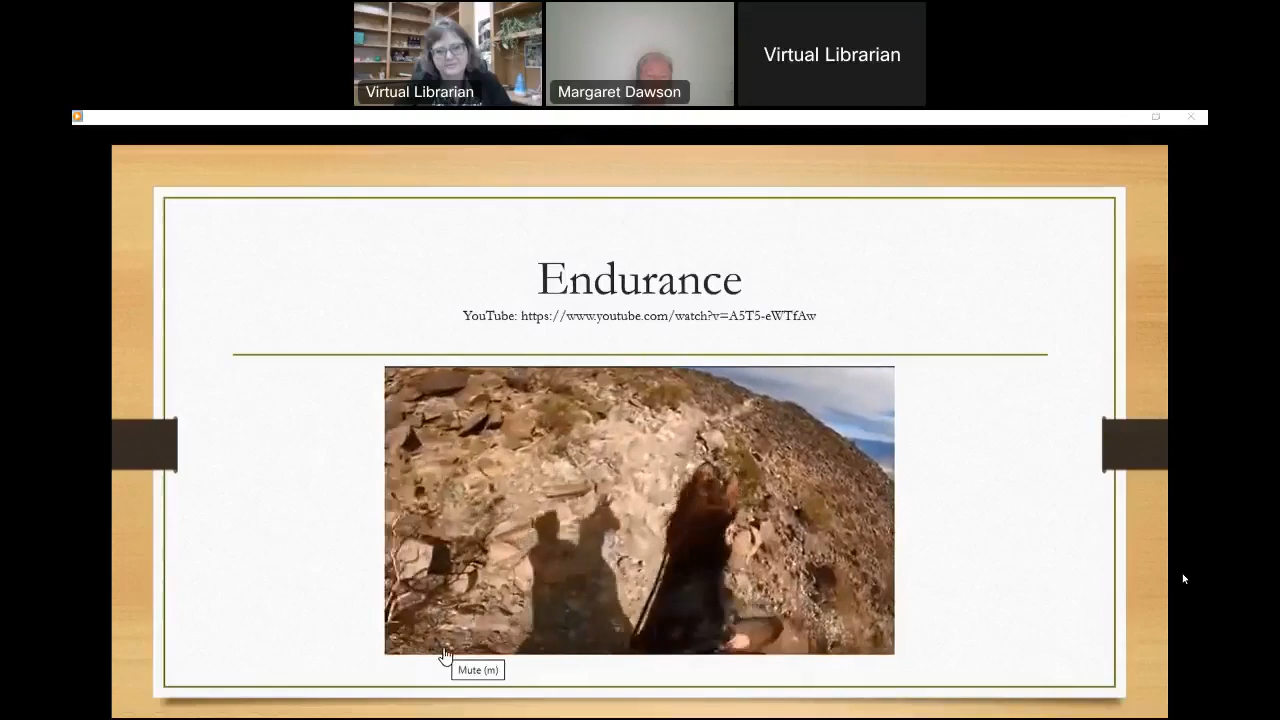 Virtual Librarian
Margaret Dawson
Virtual Librarian
Endurance
YouTube: https://www.youtube.com/watch?v=A5T5-eWTfAw
Mute (m)